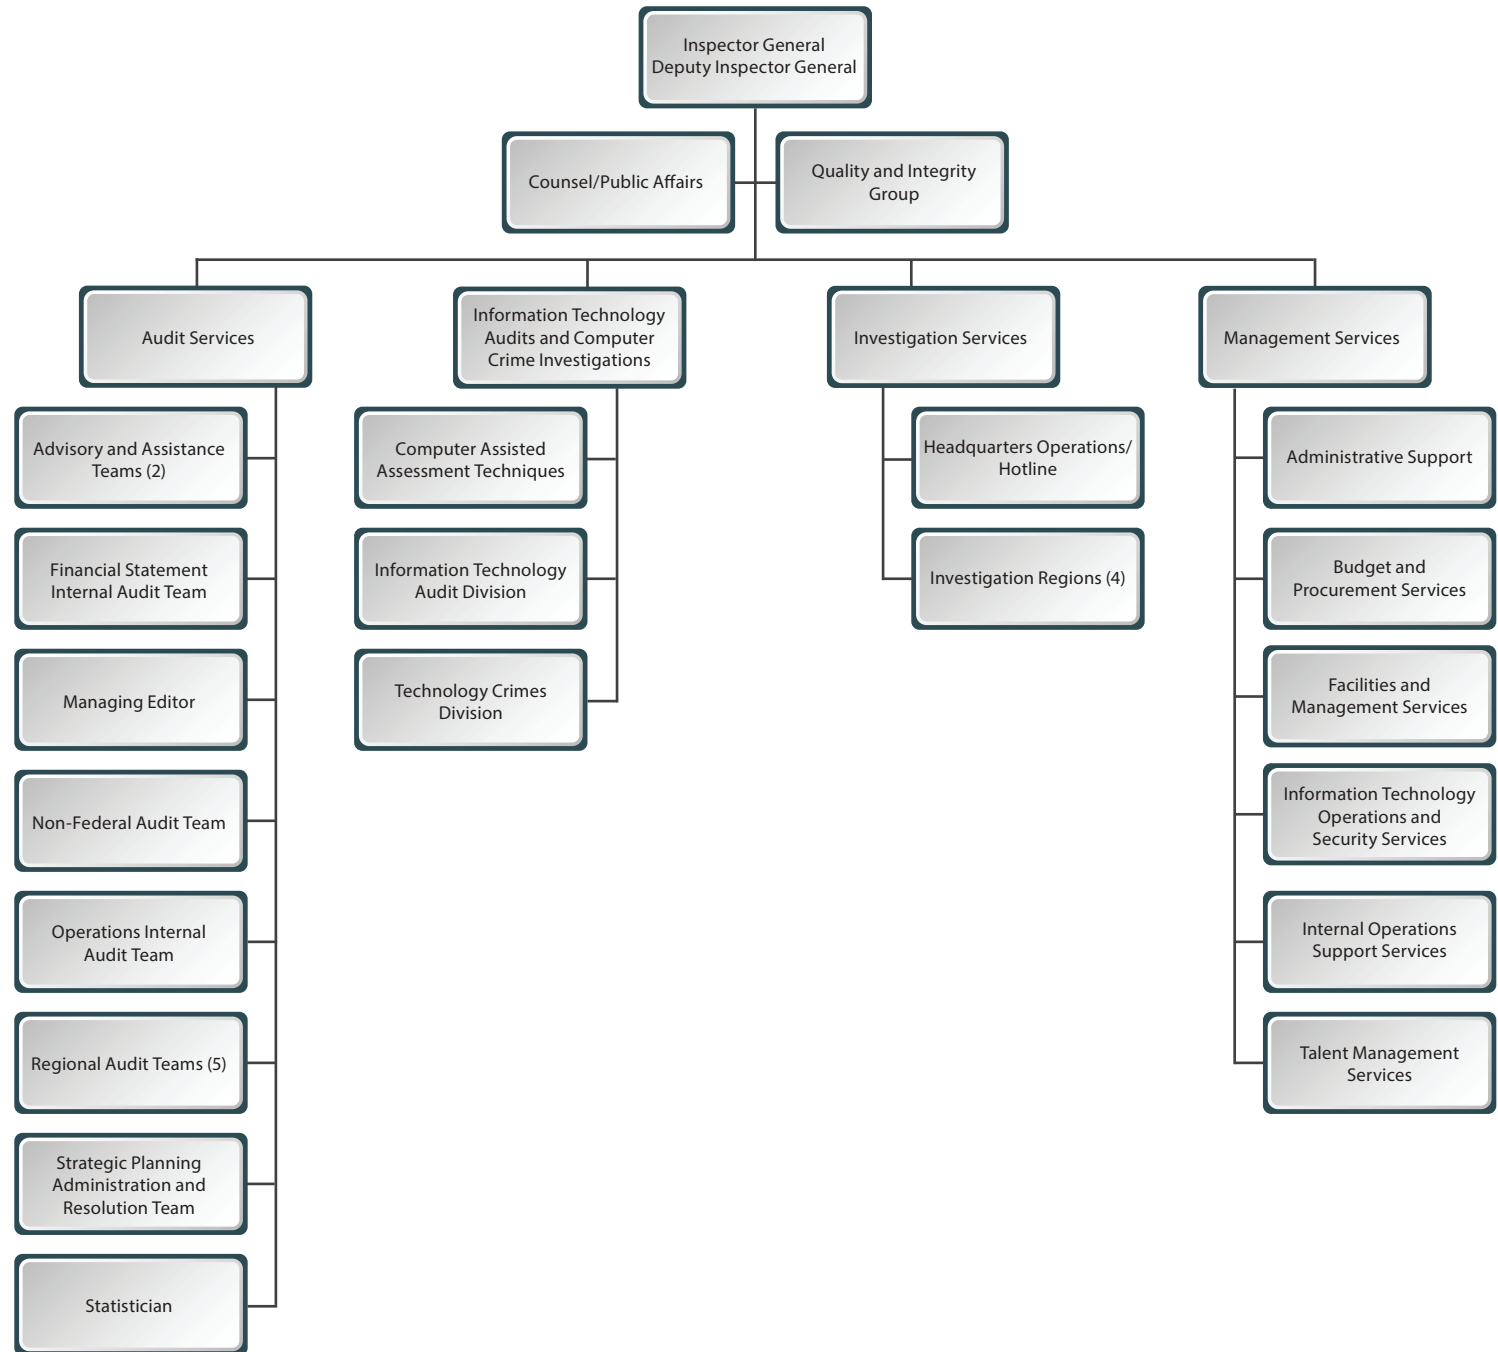 Inspector General
Deputy Inspector General
Counsel/Public Affairs
Quality and Integrity
Group
Audit Services
Information Technology
Audits and Computer
Crime Investigations
Investigation Services
Management Services
Advisory and Assistance
Teams (2)
Financial Statement
Internal Audit Team
Managing Editor
Non-Federal Audit Team
Operations Internal
Audit Team
Regional Audit Teams (5)
Strategic Planning
Administration and
Resolution Team
Statistician
Computer Assisted
Assessment Techniques
Information Technology
Audit Division
Technology Crimes
Division
Headquarters Operations/
Hotline
Investigation Regions (4)
Administrative Support
Budget and
Procurement Services
Facilities and
Management Services
Information Technology
Operations and
Security Services
Internal Operations
Support Services
Talent Management
Services